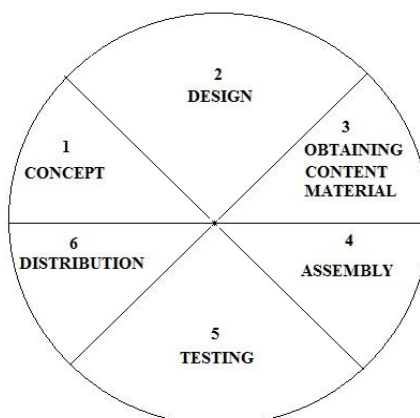 1
CONCEPT
2
DESIGN
3
OBTAINING
CONTENT
MATERIAL
4
ASSEMBLY
5
TESTING
6
DISTRIBUTION